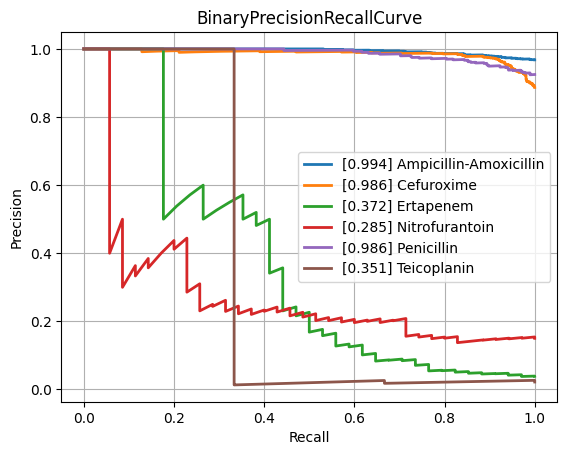 BinaryPrecisionRecallCurve
1.0
0.8
0.6
0.4
0.2
0.0
Precision
[0.994] Ampicillin-Amoxicillin
[0.986] Cefuroxime
[0.372] Ertapenem
[0.285] Nitrofurantoin
[0.986] Penicillin
[0.351] Teicoplanin
0.0 0.2 0.4 0.6 0.8 1.0
Recall